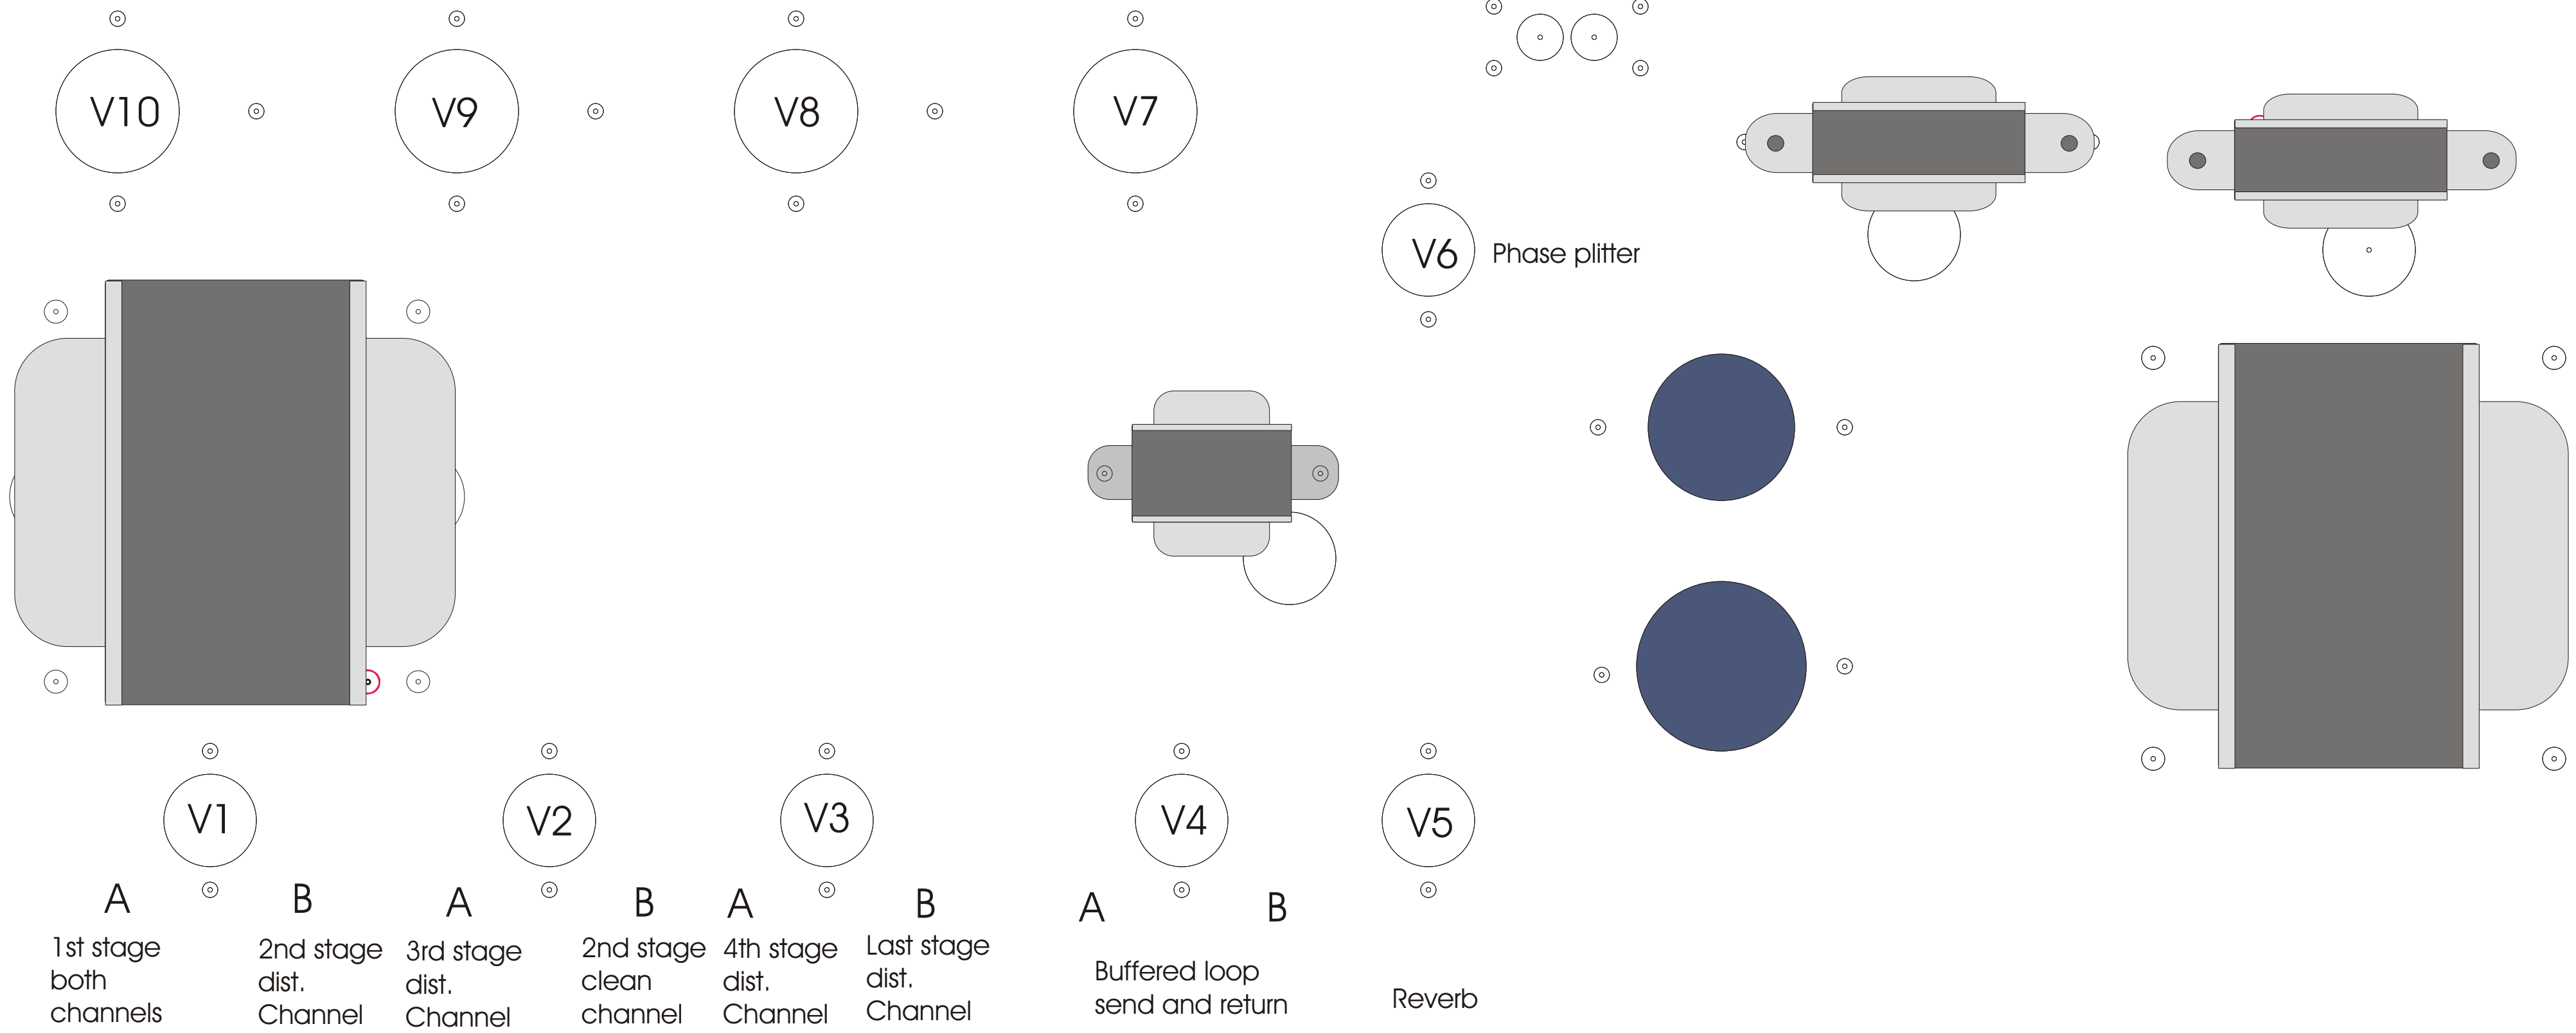 V10
V9
V8
V7
V6
Phase plitter
V1
V2
V3
V4
V5
A
B
A
B
A
B
A
B
1st stage
both
channels
2nd stage
dist.
Channel
3rd stage
dist.
Channel
2nd stage
clean
channel
4th stage
dist.
Channel
Last stage
dist.
Channel
Buffered loop
send and return
Reverb